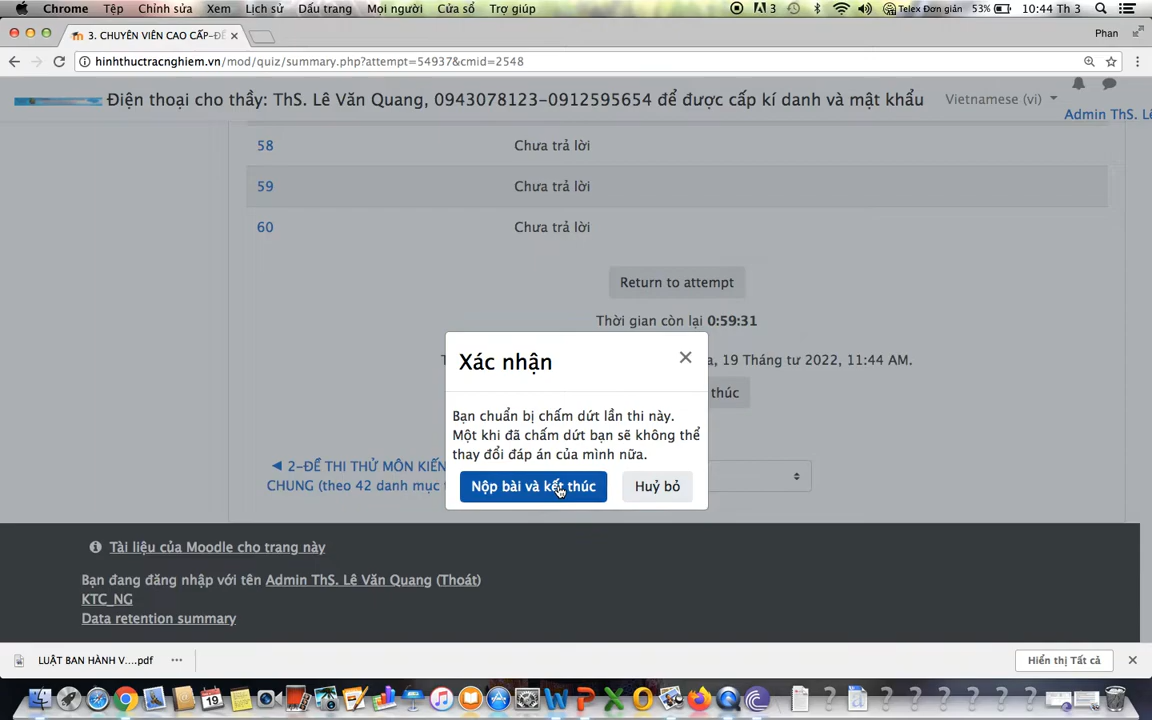 Chrome Tệp Chỉnh sửa Xem Lịch sử Dấu trang Mọi người Cửa sổ Trợ giúp 3 Telex Đơn giản 53% 10:44 Th 3
3. CHUYÊN VIÊN CAO CẤP-ĐỀ Phan
hinhthuctracnghiem.vn/mod/quiz/summary.php?attempt=54937&cmid=2548
Điện thoại cho thầy: ThS. Lê Văn Quang, 0943078123-0912595654 để được cấp kí danh và mật khẩu Vietnamese (vi)
Admin ThS. Lê
58 Chưa trả lời
59 Chưa trả lời
60 Chưa trả lời
Return to attempt
Thời gian còn lại 0:59:31
Xác nhận
19 Tháng tư 2022, 11:44 AM.
thúc
Bạn chuẩn bị chấm dứt lần thi này.
Một khi đã chấm dứt bạn sẽ không thể
thay đổi đáp án của mình nữa.
◄ 2-ĐỀ THI THỬ MÔN KIẾN
CHUNG (theo 42 danh mục
Nộp bài và kết thúc Huỷ bỏ
Tài liệu của Moodle cho trang này
Bạn đang đăng nhập với tên Admin ThS. Lê Văn Quang (Thoát)
KTC_NG
Data retention summary
LUẬT BAN HÀNH V....pdf Hiển thị Tất cả
19